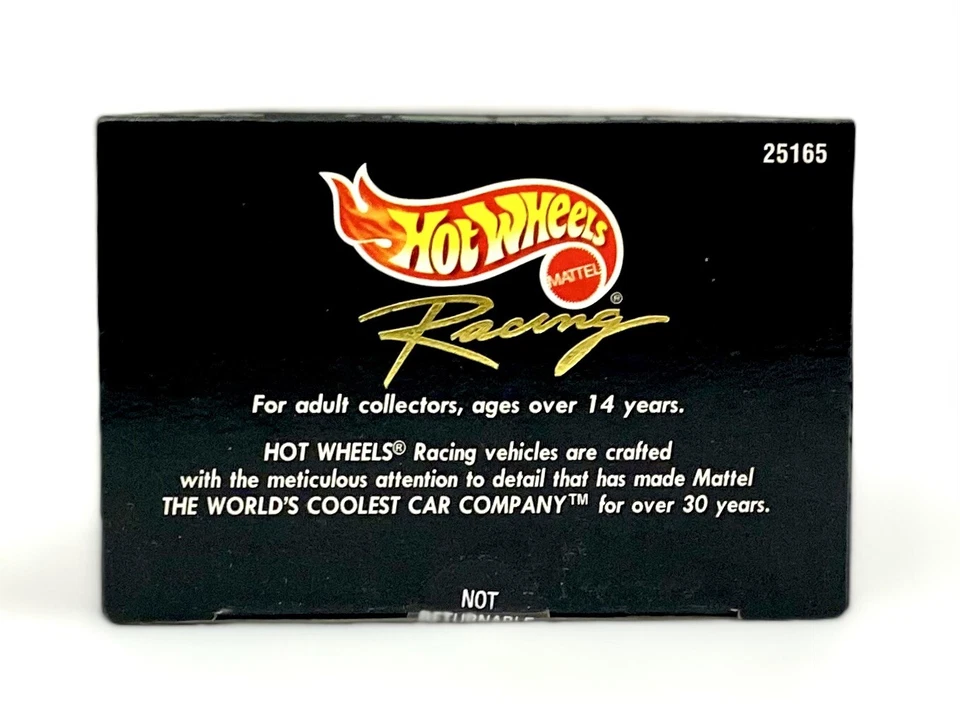 25165
Hot Wheels
MATTEL
®
Racing
For adult collectors, ages over 14 years.
HOT WHEELS® Racing vehicles are crafted
with the meticulous attention to detail that has made Mattel
THE WORLD'S COOLEST CAR COMPANY™ for over 30 years.
NOT
RETURNABLE